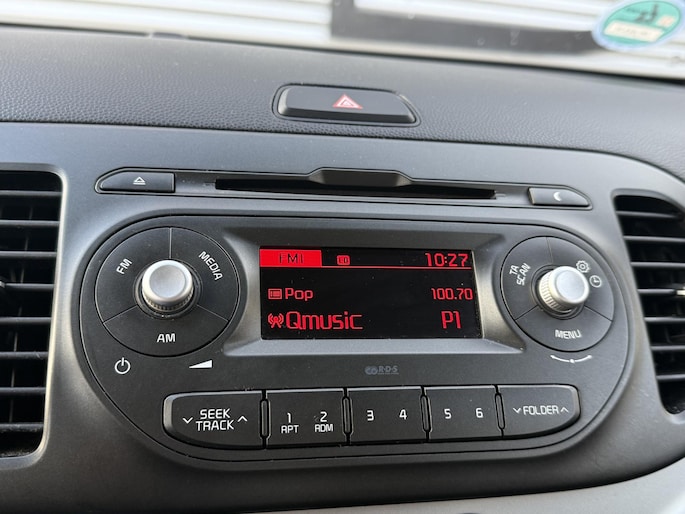 FM1 10:27
Pop 100.70
Qmusic P1
FM MEDIA
AM
TA
SCAN
MENU
RDS
SEEK
TRACK
1 2 3 4 5 6
RPT RDM
FOLDER